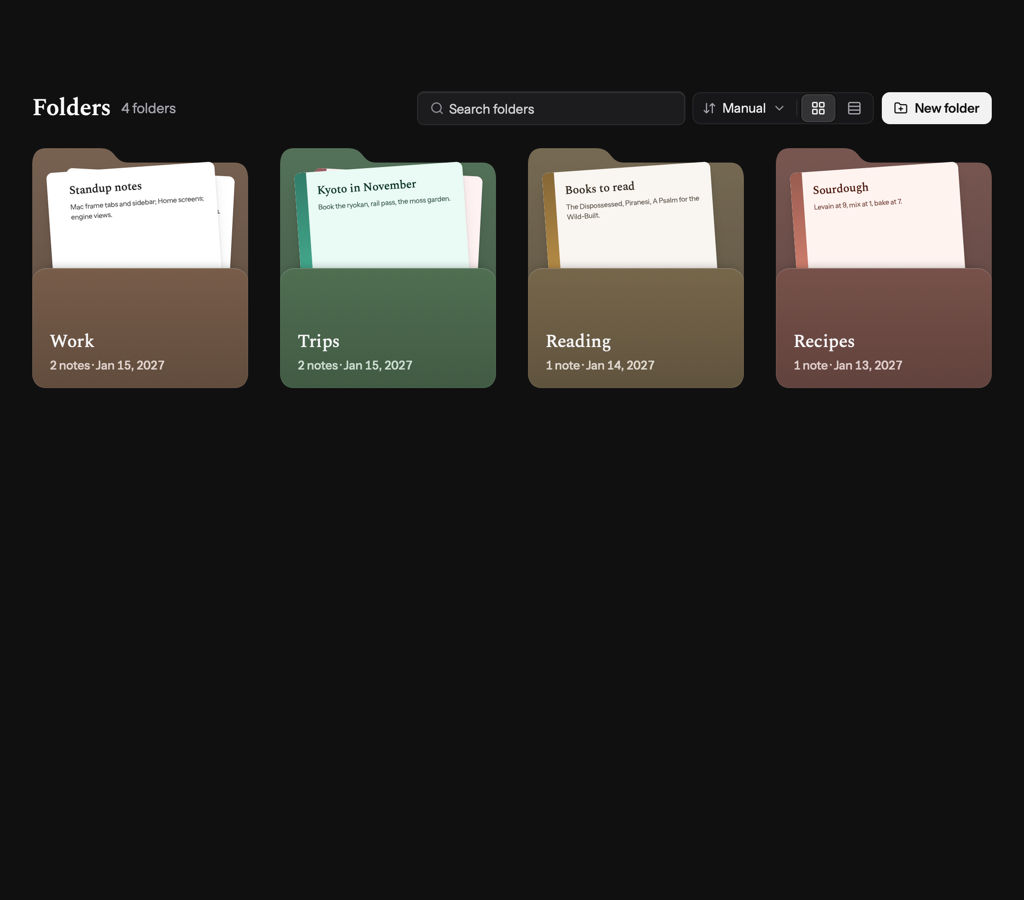 Folders
4 folders
Search folders
Manual
New folder
Standup notes
Mac frame tabs and sidebar; Home screens;
engine views.
Work
2 notes · Jan 15, 2027
Kyoto in November
Book the ryokan, rail pass, the moss garden.
Trips
2 notes · Jan 15, 2027
Books to read
The Dispossessed, Piranesi, A Psalm for the
Wild-Built.
Reading
1 note · Jan 14, 2027
Sourdough
Levain at 9, mix at 1, bake at 7.
Recipes
1 note · Jan 13, 2027